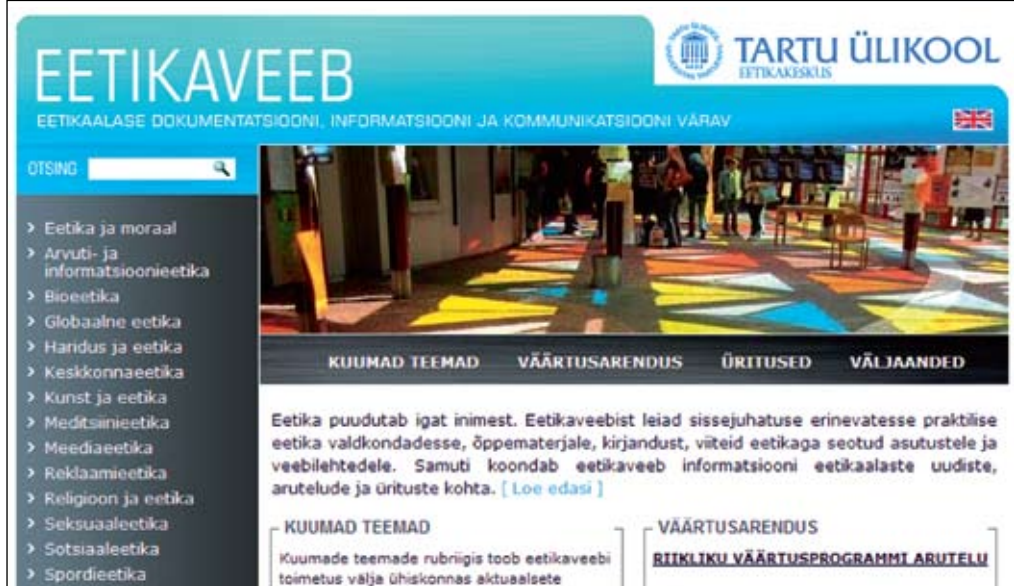 EETIKAVEEB
TARTU ÜLIKOOL
EETIKAKESKUS
EETIKAALASE DOKUMENTATSIOONI, INFORMATSIOONI JA KOMMUNIKATSIOONI VÄRAV
OTSING
> Eetika ja moraal
> Arvuti- ja
informatsioonieetika
> Bioeetika
> Globaalne eetika
> Haridus ja eetika
> Keskkonnaeetika
> Kunst ja eetika
> Meditsiinieetika
> Meediaeetika
> Reklaamieetika
> Religioon ja eetika
> Seksuaaleetika
> Sotsiaaleetika
> Spordieetika
KUUMAD TEEMAD VÄÄRTUSARENDUS ÜRITUSED VÄLJAANDED
Eetika puudutab igat inimest. Eetikaveebist leiad sissejuhatuse erinevatesse praktilise
eetika valdkondadesse, õppematerjale, kirjandust, viiteid eetikaga seotud asutustele ja
veebilehtedele. Samuti koondab eetikaveeb informatsiooni eetikaalaste uudiste,
arutelude ja ürituste kohta. [ Loe edasi ]
KUUMAD TEEMAD
Kuumade teemade rubriigis toob eetikaveebi
toimetus välja ühiskonnas aktuaalsete
VÄÄRTUSARENDUS
RIIKLIKU VÄÄRTUSPROGRAMMI ARUTELU